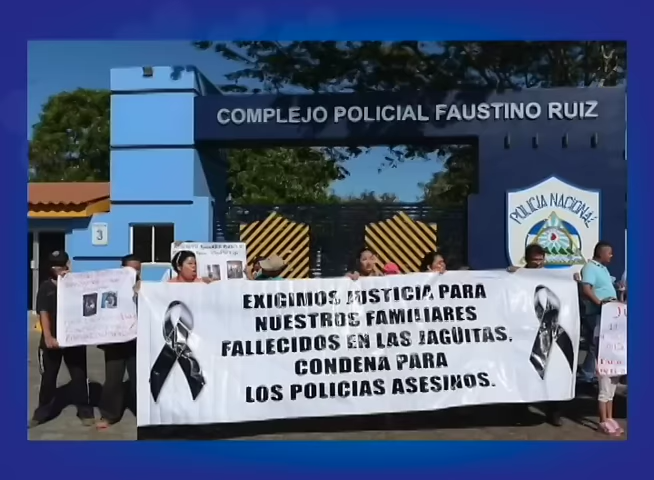 COMPLEJO POLICIAL FAUSTINO RUIZ
POLICIA NACIONAL
3
EXIGIMOS JUSTICIA PARA
NUESTROS FAMILIARES
FALLECIDOS EN LAS JAGÜITAS,
CONDENA PARA
LOS POLICIAS ASESINOS.